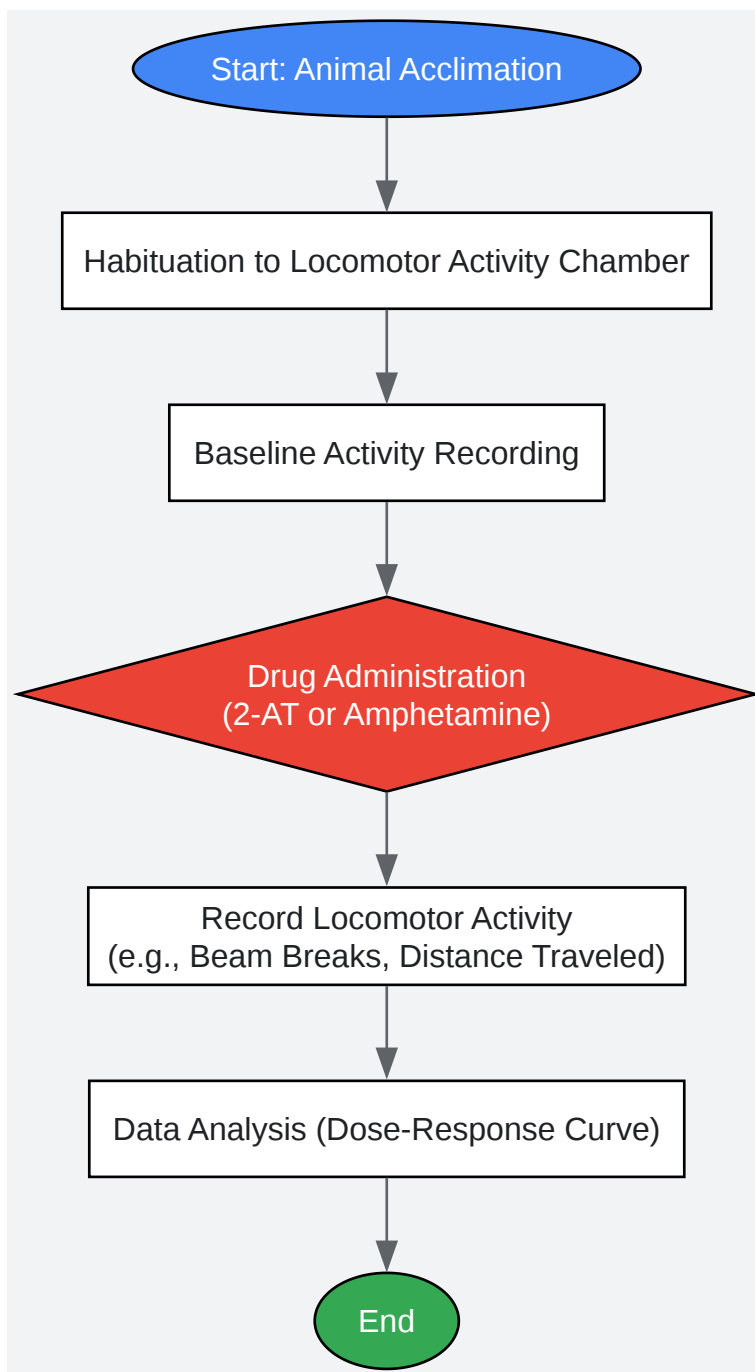 Start: Animal Acclimation
Habituation to Locomotor Activity Chamber
Baseline Activity Recording
Drug Administration
(2-AT or Amphetamine)
Record Locomotor Activity
(e.g., Beam Breaks, Distance Traveled)
Data Analysis (Dose-Response Curve)
End